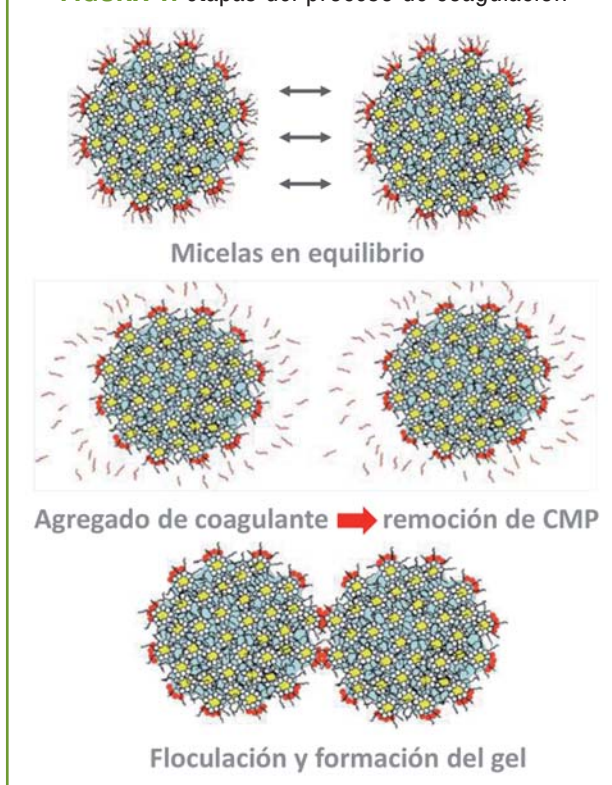 etapas del proceso de coagulación
Micelas en equilibrio
Agregado de coagulante remoción de CMP
Floculación y formación del gel